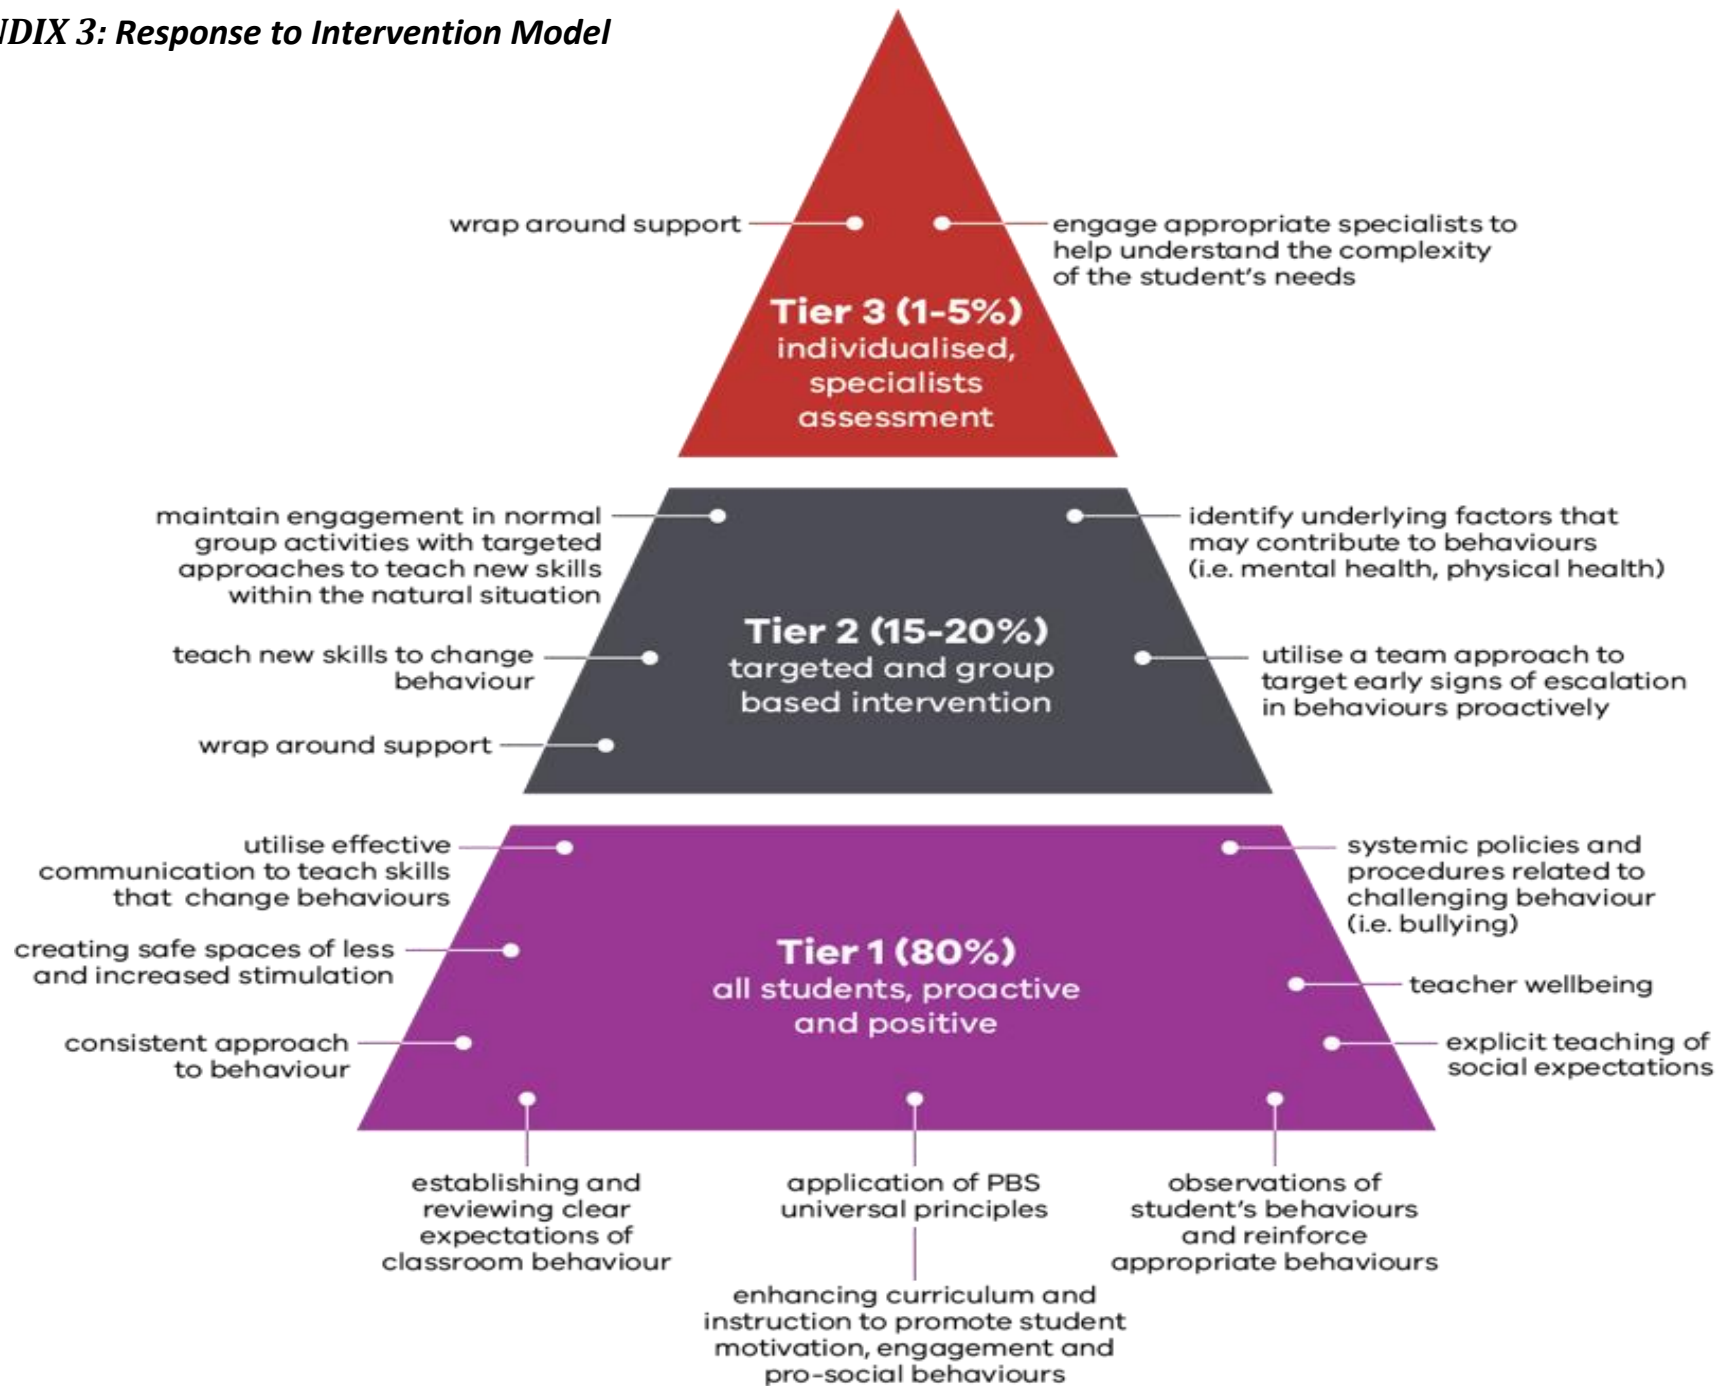 NDIX 3: Response to Intervention Model
wrap around support
engage appropriate specialists to
help understand the complexity
of the student's needs
Tier 3 (1-5%)
individualised,
specialists
assessment
maintain engagement in normal
group activities with targeted
approaches to teach new skills
within the natural situation
identify underlying factors that
may contribute to behaviours
(i.e. mental health, physical health)
Tier 2 (15-20%)
targeted and group
based intervention
teach new skills to change
behaviour
utilise a team approach to
target early signs of escalation
in behaviours proactively
wrap around support
utilise effective
communication to teach skills
that change behaviours
systemic policies and
procedures related to
challenging behaviour
(i.e. bullying)
creating safe spaces of less
and increased stimulation
Tier 1 (80%)
all students, proactive
and positive
teacher wellbeing
consistent approach
to behaviour
explicit teaching of
social expectations
establishing and
reviewing clear
expectations of
classroom behaviour
application of PBS
universal principles
observations of
student's behaviours
and reinforce
appropriate behaviours
enhancing curriculum and
instruction to promote student
motivation, engagement and
pro-social behaviours